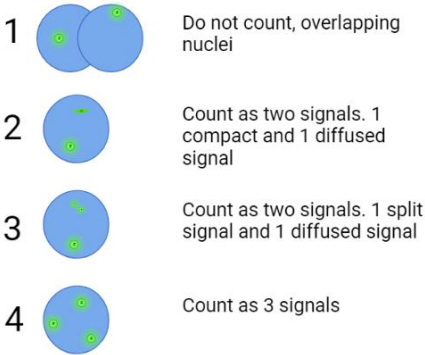 1
Do not count, overlapping
nuclei
2
Count as two signals. 1
compact and 1 diffused
signal
3
Count as two signals. 1 split
signal and 1 diffused signal
4
Count as 3 signals